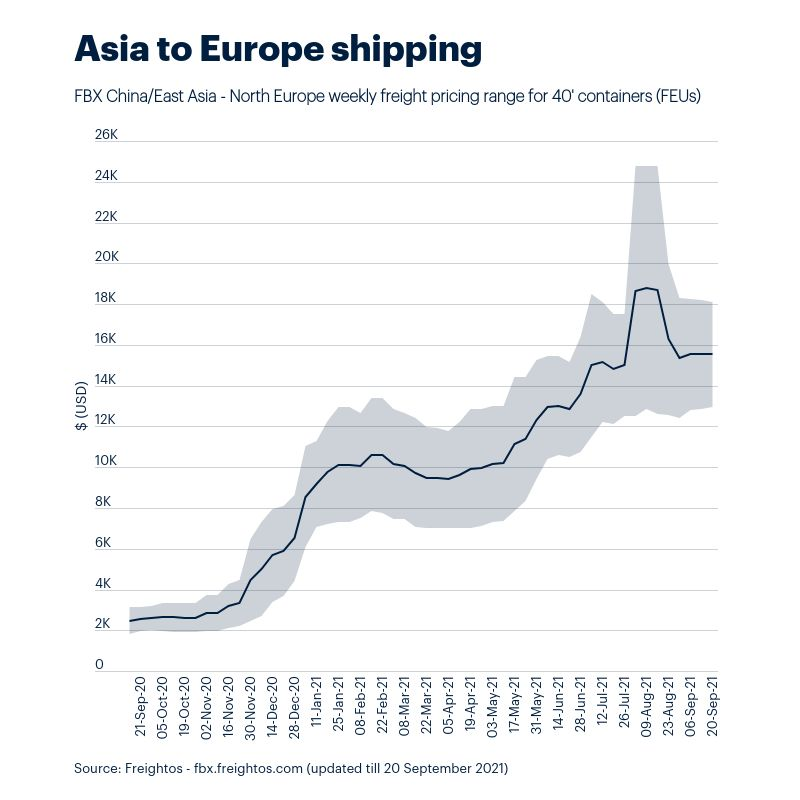 Asia to Europe shipping
FBX China/East Asia - North Europe weekly freight pricing range for 40' containers (FEUs)
26K
24K
22K
20K
18K
16K
14K
12K
10K
8K
6K
4K
2K
0
$ (USD)
21-Sep-20
05-Oct-20
19-Oct-20
02-Nov-20
16-Nov-20
30-Nov-20
14-Dec-20
28-Dec-20
11-Jan-21
25-Jan-21
08-Feb-21
22-Feb-21
08-Mar-21
22-Mar-21
05-Apr-21
19-Apr-21
03-May-21
17-May-21
31-May-21
14-Jun-21
28-Jun-21
12-Jul-21
26-Jul-21
09-Aug-21
23-Aug-21
06-Sep-21
20-Sep-21
Source: Freightos - fbx.freightos.com (updated till 20 September 2021)